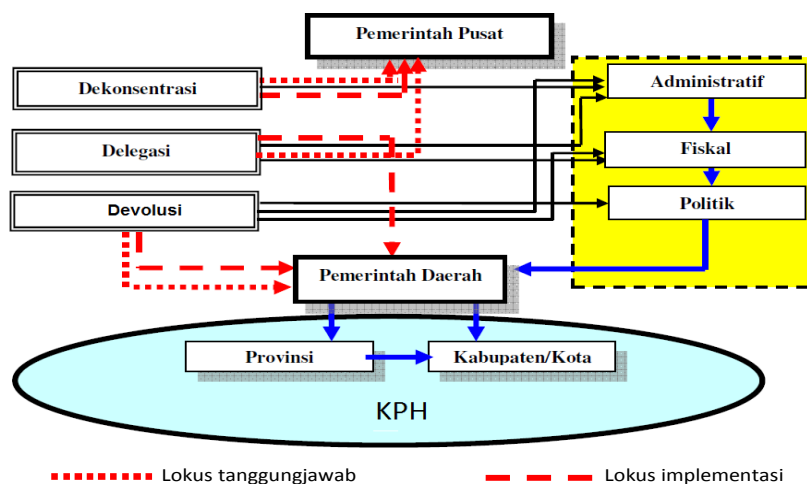 Pemerintah Pusat
Dekonsentrasi
Administratif
Delegasi
Fiskal
Devolusi
Politik
Pemerintah Daerah
Provinsi
Kabupaten/Kota
KPH
Lokus tanggungjawab
Lokus implementasi